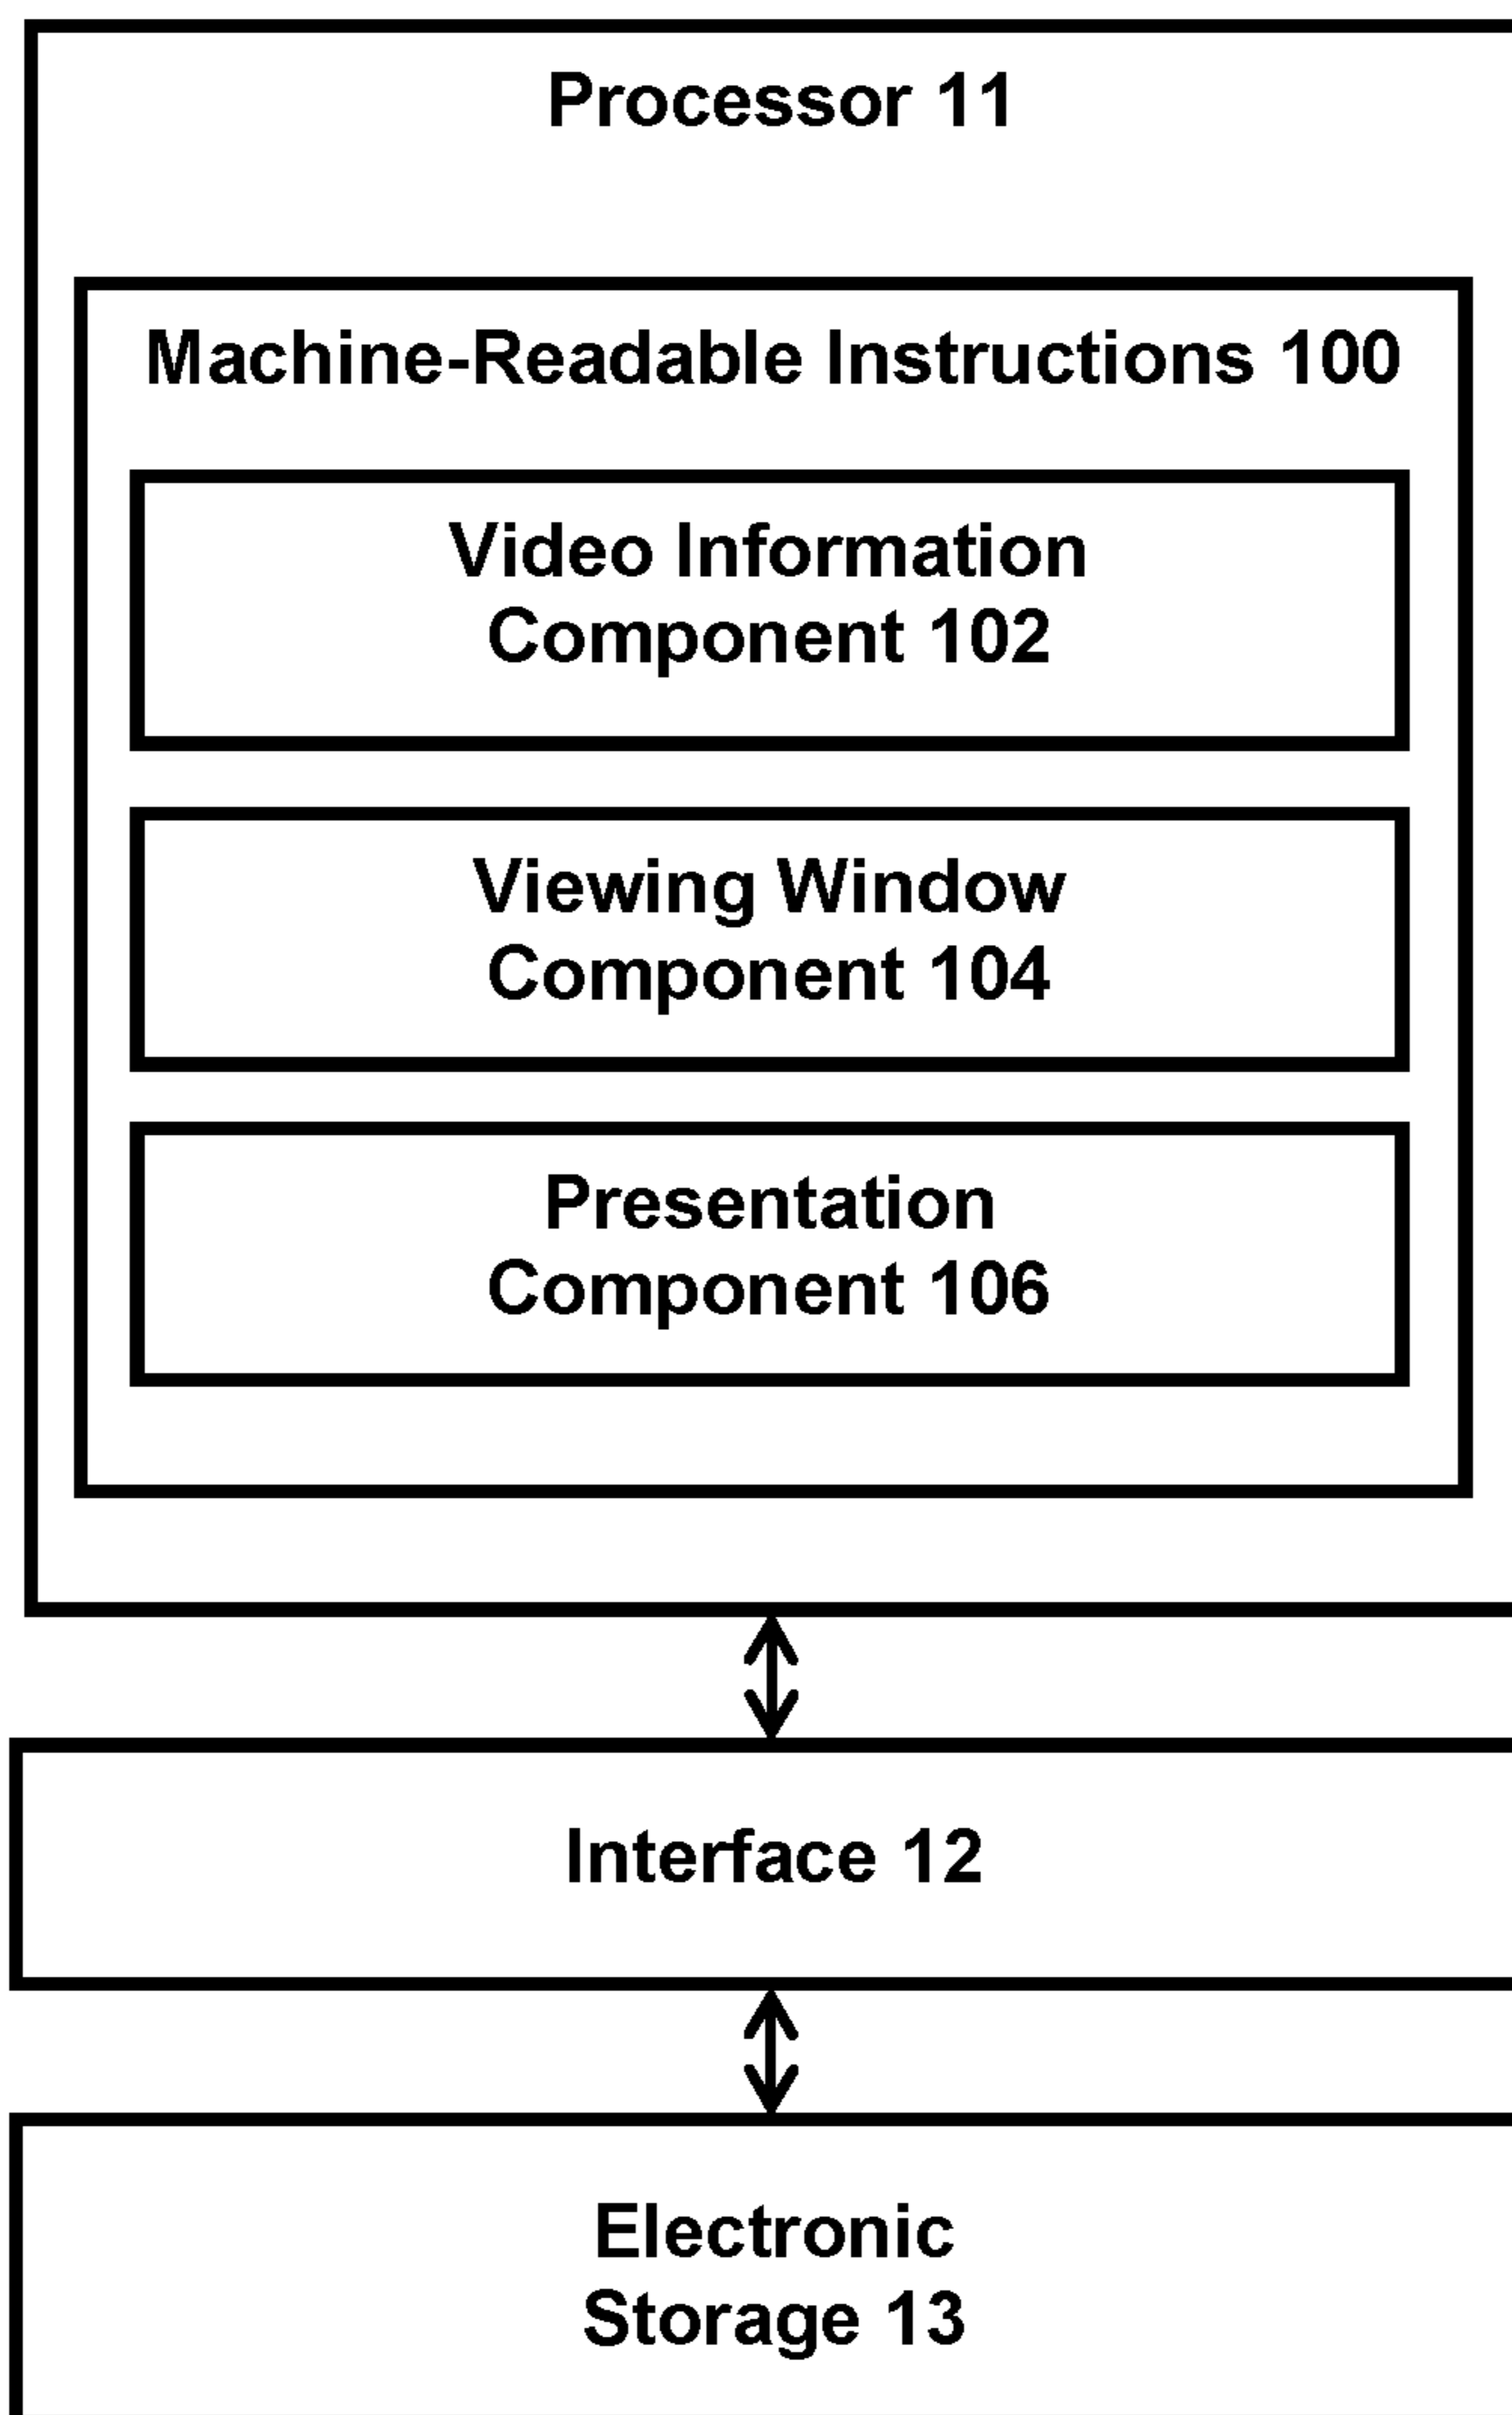 Processor 11
Machine-Readable Instructions 100
Video Information
Component 102
Viewing Window
Component 104
Presentation
Component 106
Interface 12
Electronic
Storage 13